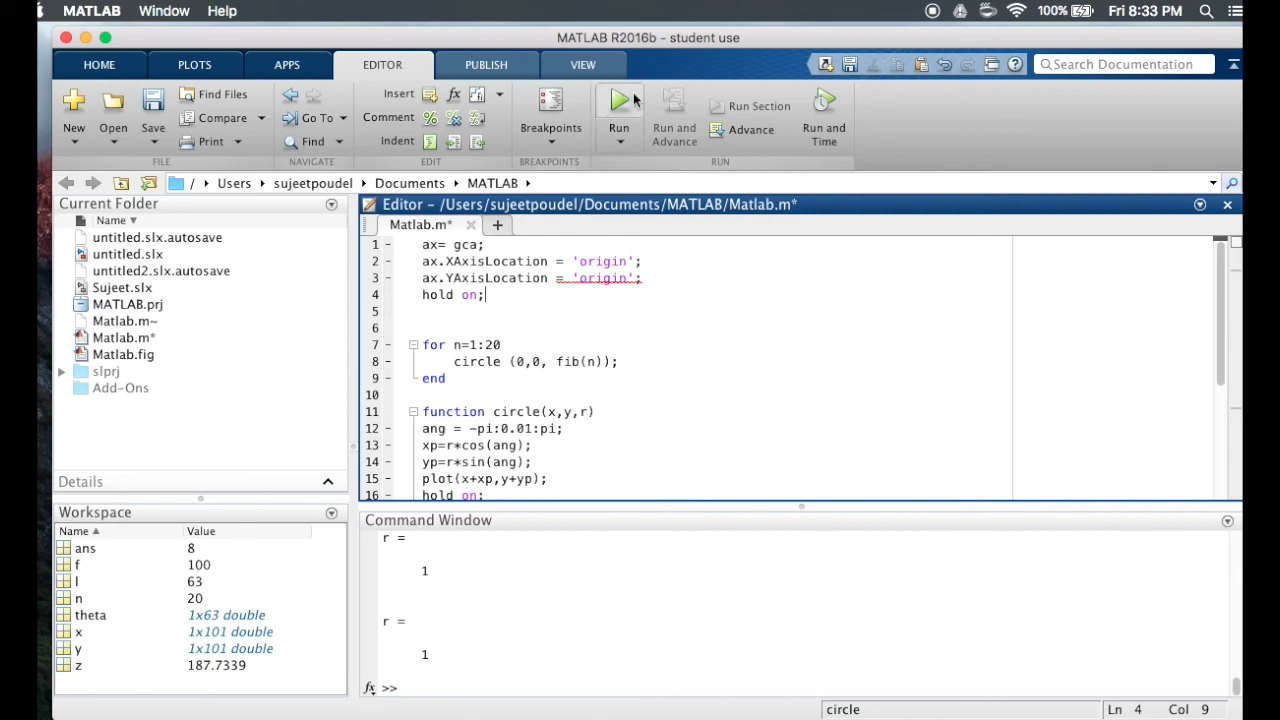 MATLAB Window Help 100% Fri 8:33 PM
MATLAB R2016b - student use
HOME PLOTS APPS EDITOR PUBLISH VIEW Search Documentation
New Open Save Find Files Compare Print
Insert fx
Comment
Indent
Go To Find
Breakpoints Run Run and Advance Run Section Advance Run and Time
FILE NAVIGATE EDIT BREAKPOINTS RUN
/ Users sujeetpoudel Documents MATLAB
Current Folder
Name
untitled.slx.autosave
untitled.slx
untitled2.slx.autosave
Sujeet.slx
MATLAB.prj
Matlab.m~
Matlab.m*
Matlab.fig
slprj
Add-Ons
Details
Workspace
Name Value
ans 8
f 100
l 63
n 20
theta 1x63 double
x 1x101 double
y 1x101 double
z 187.7339
Editor - /Users/sujeetpoudel/Documents/MATLAB/Matlab.m*
Matlab.m* +
1 - ax= gca;
2 - ax.XAxisLocation = 'origin';
3 - ax.YAxisLocation = 'origin';
4 - hold on;
5
6
7 - for n=1:20
8 - circle (0,0, fib(n));
9 - end
10
11 function circle(x,y,r)
12 - ang = -pi:0.01:pi;
13 - xp=r*cos(ang);
14 - yp=r*sin(ang);
15 - plot(x+xp,y+yp);
16 - hold on;
Command Window
r =
1
r =
1
fx >>
circle Ln 4 Col 9